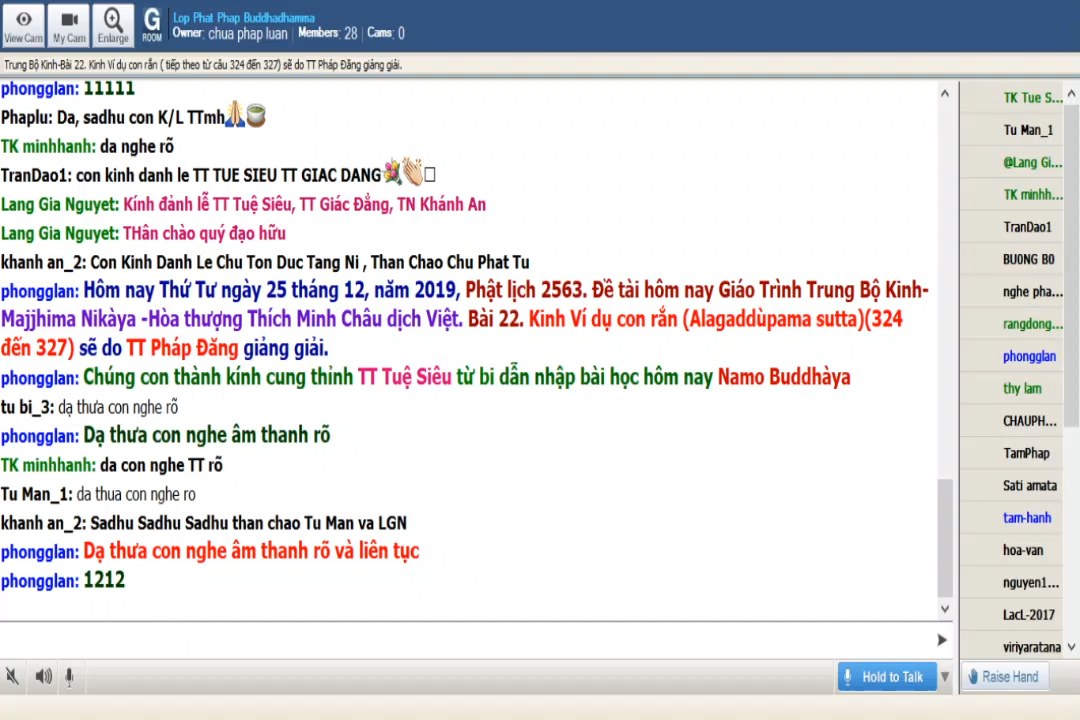 View Cam
My Cam
Enlarge
G
ROOM
Lop Phat Phap Buddhadhamma
Owner: chua phap luan | Members: 28 | Cams: 0
Trung Bộ Kinh-Bài 22. Kinh Ví dụ con rắn ( tiếp theo từ câu 324 đến 327) sẽ do TT Pháp Đăng giảng giải.
phongglan: 11111
Phaplu: Da, sadhu con K/L TTmh🙏🍵
TK minhhanh: da nghe rõ
TranDao1: con kinh danh le TT TUE SIEU TT GIAC DANG💐👏
Lang Gia Nguyet: Kính đảnh lễ TT Tuệ Siêu, TT Giác Đẳng, TN Khánh An
Lang Gia Nguyet: THân chào quý đạo hữu
khanh an_2: Con Kinh Danh Le Chu Ton Duc Tang Ni , Than Chao Chu Phat Tu
phongglan: Hôm nay Thứ Tư ngày 25 tháng 12, năm 2019, Phật lịch 2563. Đề tài hôm nay Giáo Trình Trung Bộ Kinh-
Majjhima Nikàya -Hòa thượng Thích Minh Châu dịch Việt. Bài 22. Kinh Ví dụ con rắn (Alagaddùpama sutta)(324
đến 327) sẽ do TT Pháp Đăng giảng giải.
phongglan: Chúng con thành kính cung thỉnh TT Tuệ Siêu từ bi dẫn nhập bài học hôm nay Namo Buddhàya
tu bi_3: dạ thưa con nghe rõ
phongglan: Dạ thưa con nghe âm thanh rõ
TK minhhanh: da con nghe TT rõ
Tu Man_1: da thua con nghe ro
khanh an_2: Sadhu Sadhu Sadhu than chao Tu Man va LGN
phongglan: Dạ thưa con nghe âm thanh rõ và liên tục
phongglan: 1212
TK Tue S...
Tu Man_1
@Lang Gi...
TK minhh...
TranDao1
BUONG BO
nghe pha...
rangdong...
phongglan
thy lam
CHAUPH...
TamPhap
Sati amata
tam-hanh
hoa-van
nguyen1...
LacL-2017
viriyaratana
Hold to Talk
Raise Hand